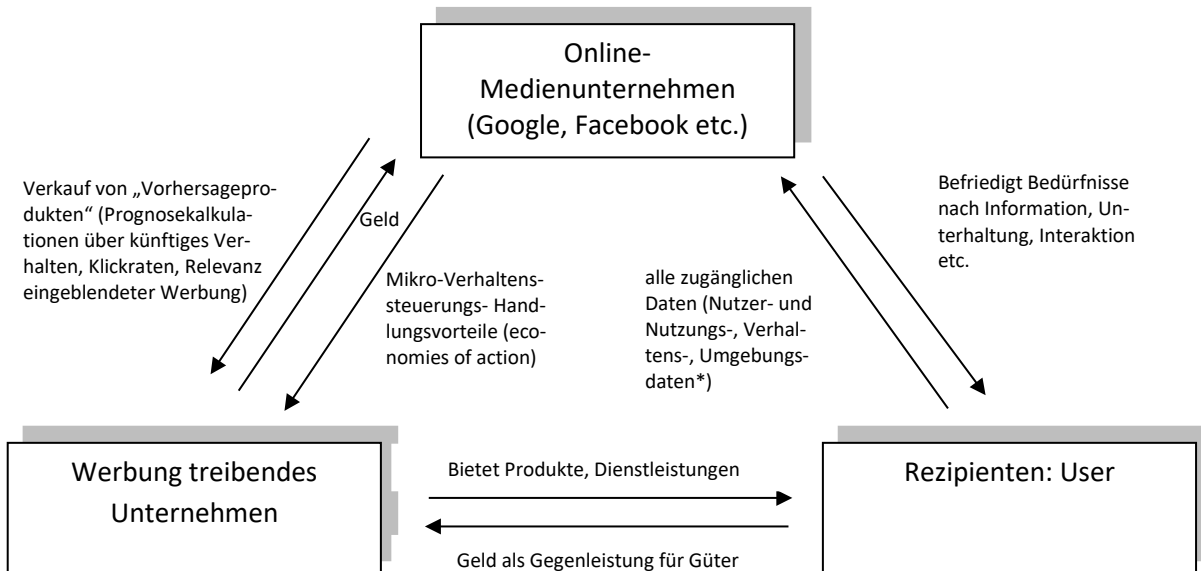 Online-
Medienunternehmen
(Google, Facebook etc.)
Verkauf von „Vorhersagepro-
dukten“ (Prognosekalkula-
tionen über künftiges Ver-
halten, Klickraten, Relevanz
eingeblendeter Werbung)
Geld
Mikro-Verhaltens-
steuerungs- Hand-
lungsvorteile (eco-
nomies of action)
alle zugänglichen
Daten (Nutzer- und
Nutzungs-, Verhal-
tens-, Umgebungs-
daten*)
Befriedigt Bedürfnisse
nach Information, Un-
terhaltung, Interaktion
etc.
Werbung treibendes
Unternehmen
Bietet Produkte, Dienstleistungen
Geld als Gegenleistung für Güter
Rezipienten: User